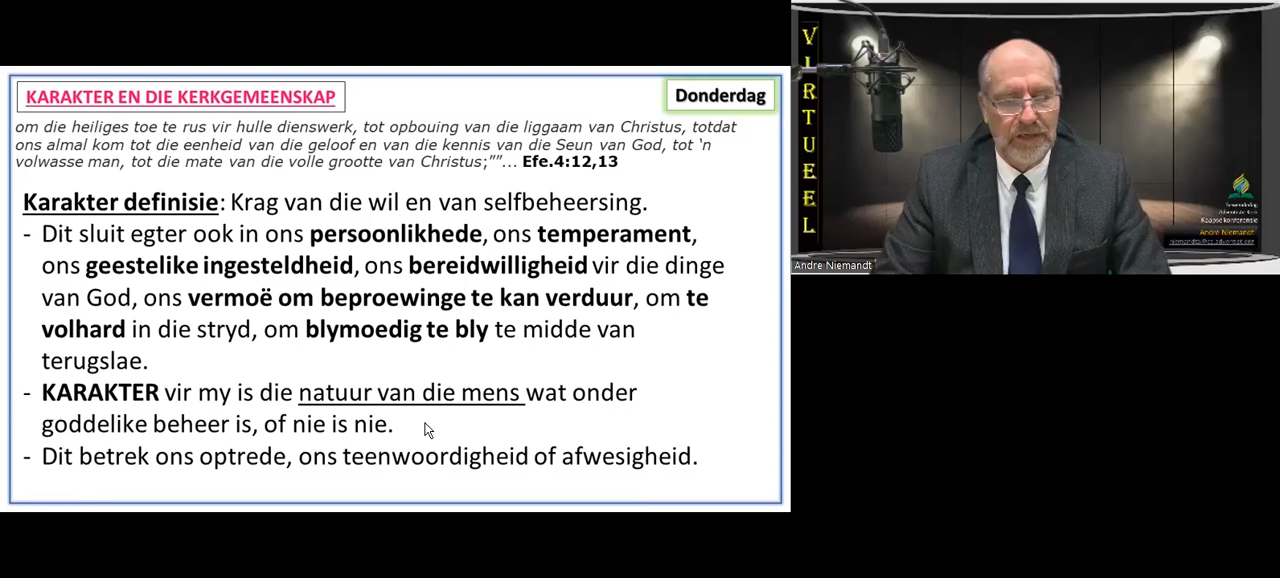 KARAKTER EN DIE KERKGEMEENSKAP
Donderdag
om die heiliges toe te rus vir hulle dienswerk, tot opbouing van die liggaam van Christus, totdat
ons almal kom tot die eenheid van die geloof en van die kennis van die Seun van God, tot 'n
volwasse man, tot die mate van die volle grootte van Christus;””... Efe.4:12,13
Karakter definisie: Krag van die wil en van selfbeheersing.
- Dit sluit egter ook in ons persoonlikhede, ons temperament,
ons geestelike ingesteldheid, ons bereidwilligheid vir die dinge
van God, ons vermoë om beproewinge te kan verduur, om te
volhard in die stryd, om blymoedig te bly te midde van
terugslae.
- KARAKTER vir my is die natuur van die mens wat onder
goddelike beheer is, of nie is nie.
- Dit betrek ons optrede, ons teenwoordigheid of afwesigheid.
VIRTUEEL
Sewendedag
Adventiste Kerk
Kaapse konferensie
Andre Niemandt
Andre Niemandt